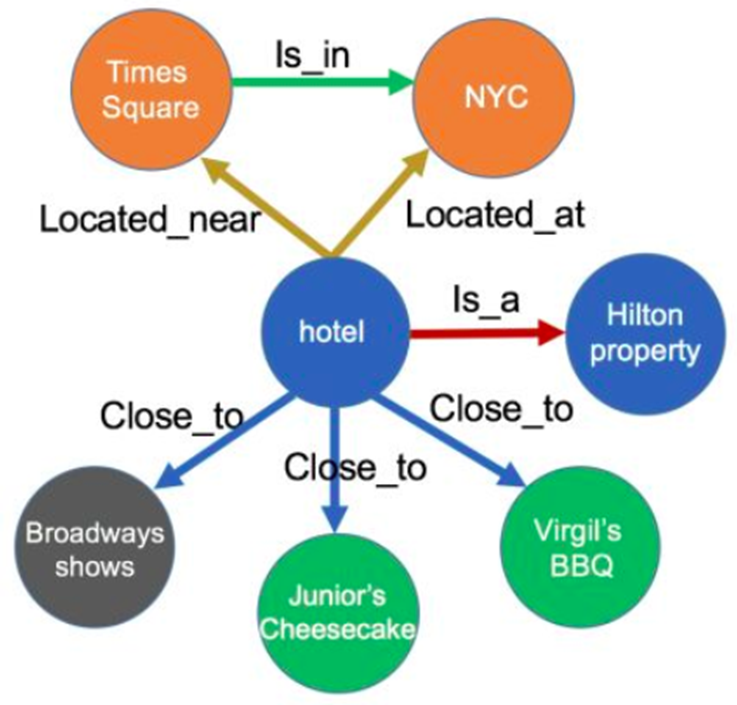 Is_in
Times
Square
NYC
Located_near
Located_at
Is_a
hotel
Hilton
property
Close_to
Close_to
Close_to
Broadways
shows
Virgil's
BBQ
Junior's
Cheesecake